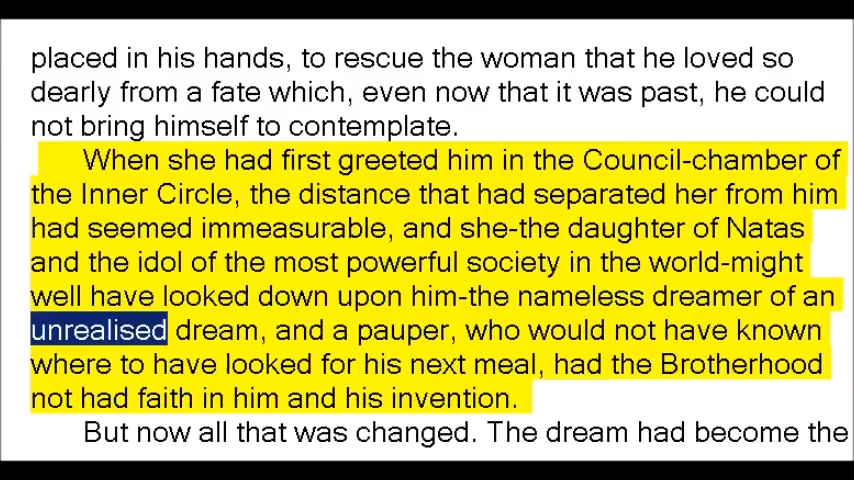 placed in his hands, to rescue the woman that he loved so
dearly from a fate which, even now that it was past, he could
not bring himself to contemplate.
When she had first greeted him in the Council-chamber of
the Inner Circle, the distance that had separated her from him
had seemed immeasurable, and she-the daughter of Natas
and the idol of the most powerful society in the world-might
well have looked down upon him-the nameless dreamer of an
unrealised dream, and a pauper, who would not have known
where to have looked for his next meal, had the Brotherhood
not had faith in him and his invention.
But now all that was changed. The dream had become the